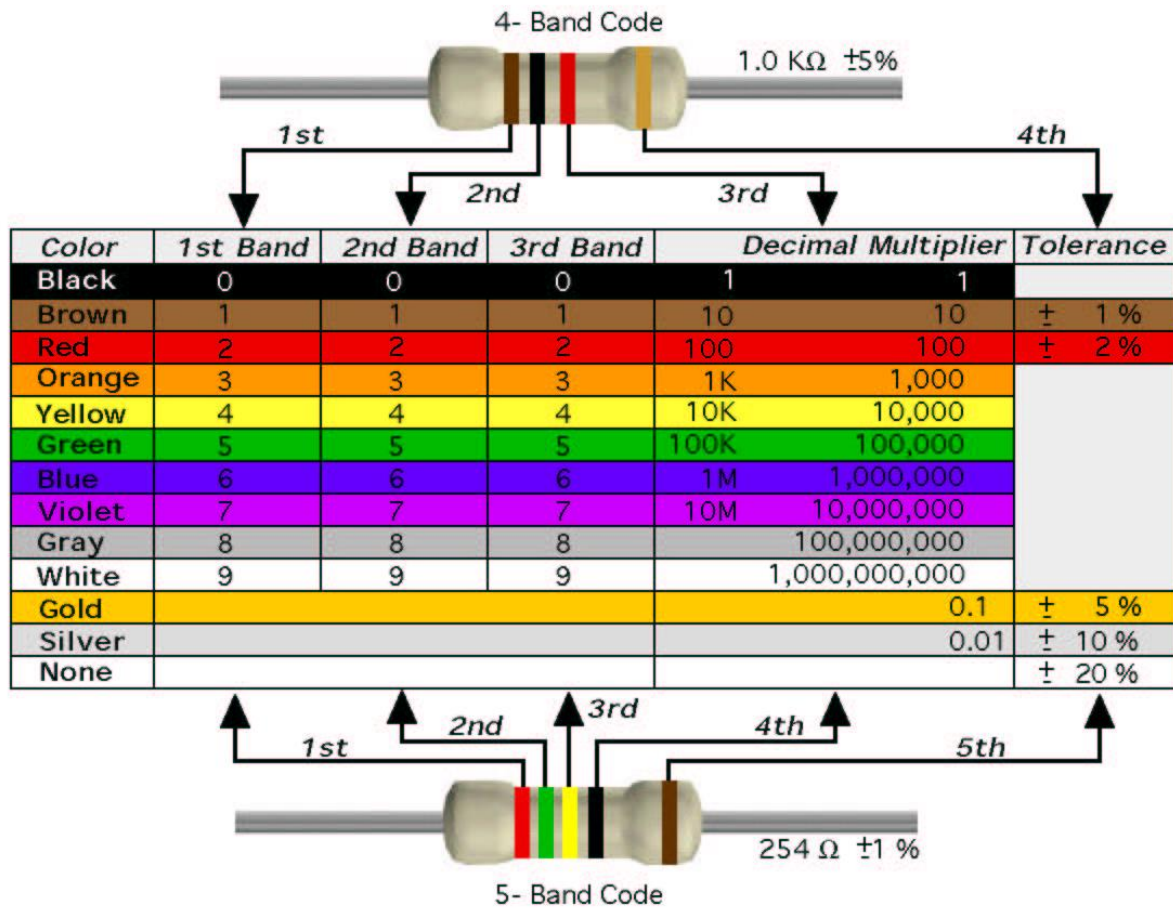 4- Band Code
1.0 KΩ ±5%
1st
4th
2nd
3rd
Color 1st Band 2nd Band 3rd Band Decimal Multiplier Tolerance
Black 0 0 0 1 1
Brown 1 1 1 10 10 ± 1 %
Red 2 2 2 100 100 ± 2 %
Orange 3 3 3 1K 1,000
Yellow 4 4 4 10K 10,000
Green 5 5 5 100K 100,000
Blue 6 6 6 1M 1,000,000
Violet 7 7 7 10M 10,000,000
Gray 8 8 8 100,000,000
White 9 9 9 1,000,000,000
Gold 0.1 ± 5 %
Silver 0.01 ± 10 %
None ± 20 %
1st
2nd
3rd
4th
5th
254 Ω ±1 %
5- Band Code